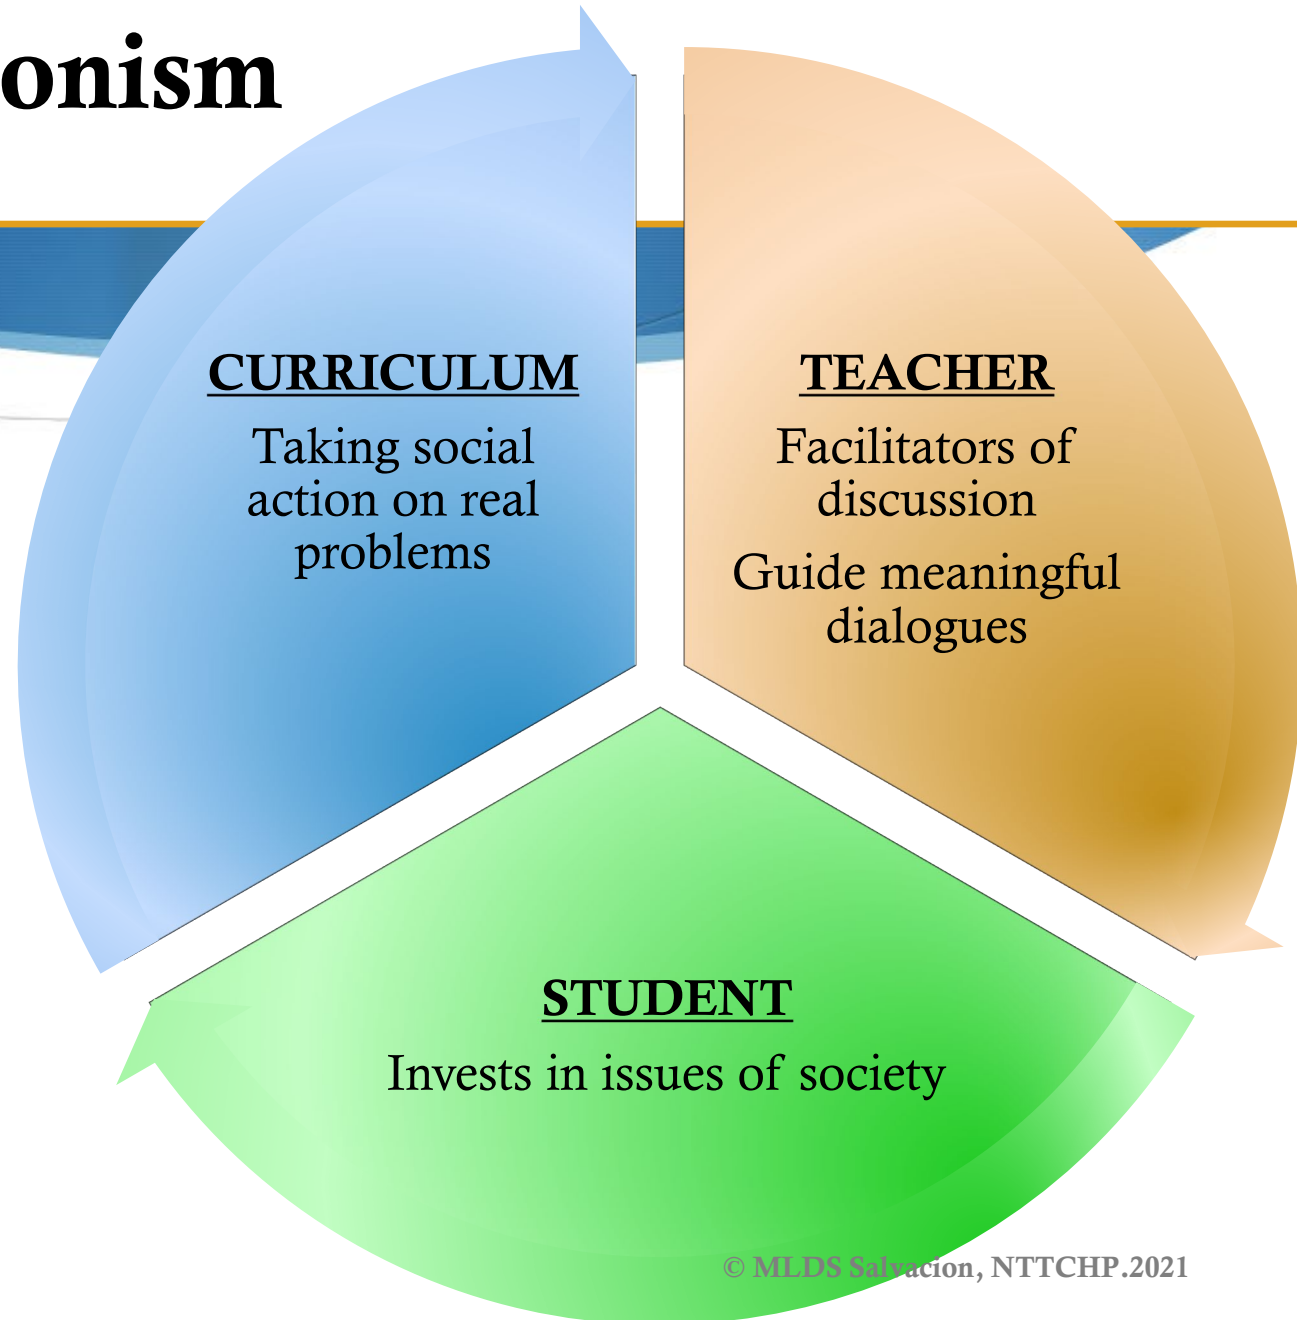 onism
CURRICULUM
Taking social
action on real
problems
TEACHER
Facilitators of
discussion
Guide meaningful
dialogues
STUDENT
Invests in issues of society
© MLDS Salvacion, NTTCHP.2021